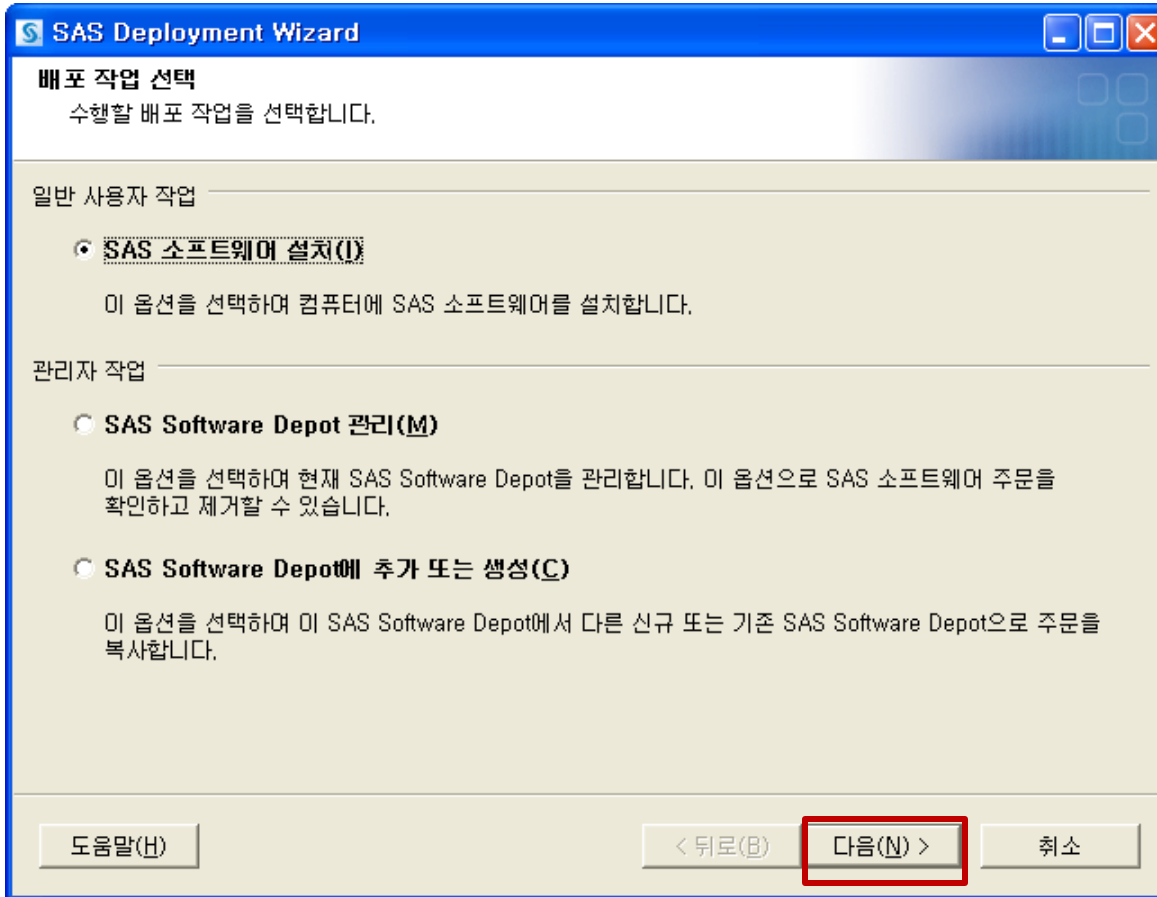 SAS Deployment Wizard
배포 작업 선택
수행할 배포 작업을 선택합니다.
일반 사용자 작업
SAS 소프트웨어 설치(I)
이 옵션을 선택하여 컴퓨터에 SAS 소프트웨어를 설치합니다.
관리자 작업
SAS Software Depot 관리(M)
이 옵션을 선택하여 현재 SAS Software Depot을 관리합니다. 이 옵션으로 SAS 소프트웨어 주문을
확인하고 제거할 수 있습니다.
SAS Software Depot에 추가 또는 생성(C)
이 옵션을 선택하여 이 SAS Software Depot에서 다른 신규 또는 기존 SAS Software Depot으로 주문을
복사합니다.
도움말(H) < 뒤로(B) 다음(N) > 취소